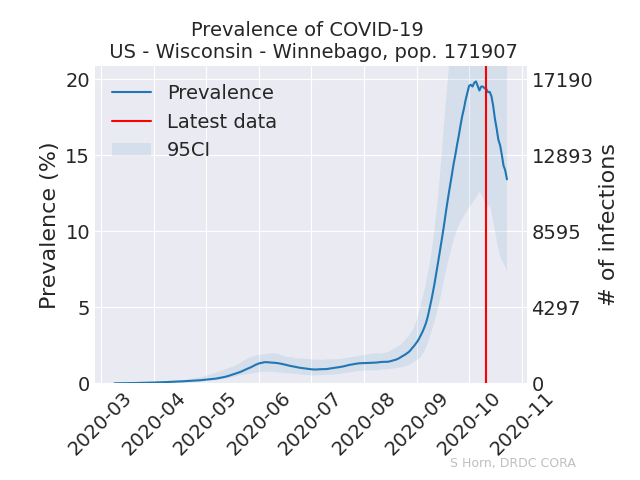 Prevalence of COVID-19
US - Wisconsin - Winnebago, pop. 171907
Prevalence
Latest data
95CI
Prevalence (%)
20
15
10
5
0
17190
12893
8595
4297
0
# of infections
2020-03
2020-04
2020-05
2020-06
2020-07
2020-08
2020-09
2020-10
2020-11
S Horn, DRDC CORA